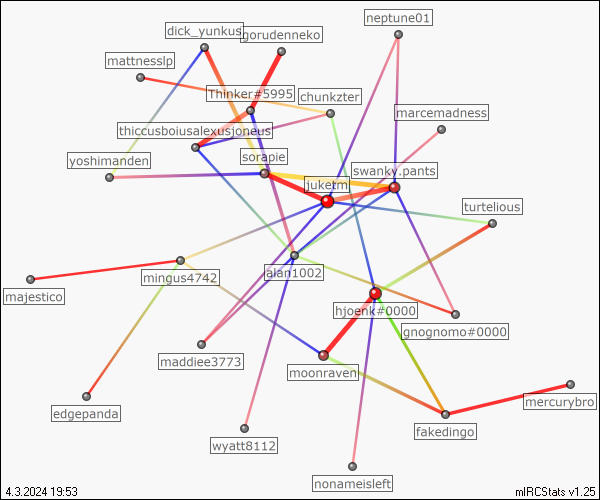 neptune01
dick_yunkus
gorudenneko
mattnesslp
Thinker#5995
chunkzter
marcemadness
thiccusboiusalexusjoneus
sorapie
yoshimanden
swanky.pants
juketm
turtelious
alan1002
mingus4742
majestico
hjoenk#0000
gnognomo#0000
maddiee3773
moonraven
mercurybro
edgepanda
fakedingo
wyatt8112
nonameisleft
4.3.2024 19:53
mIRCStats v1.25